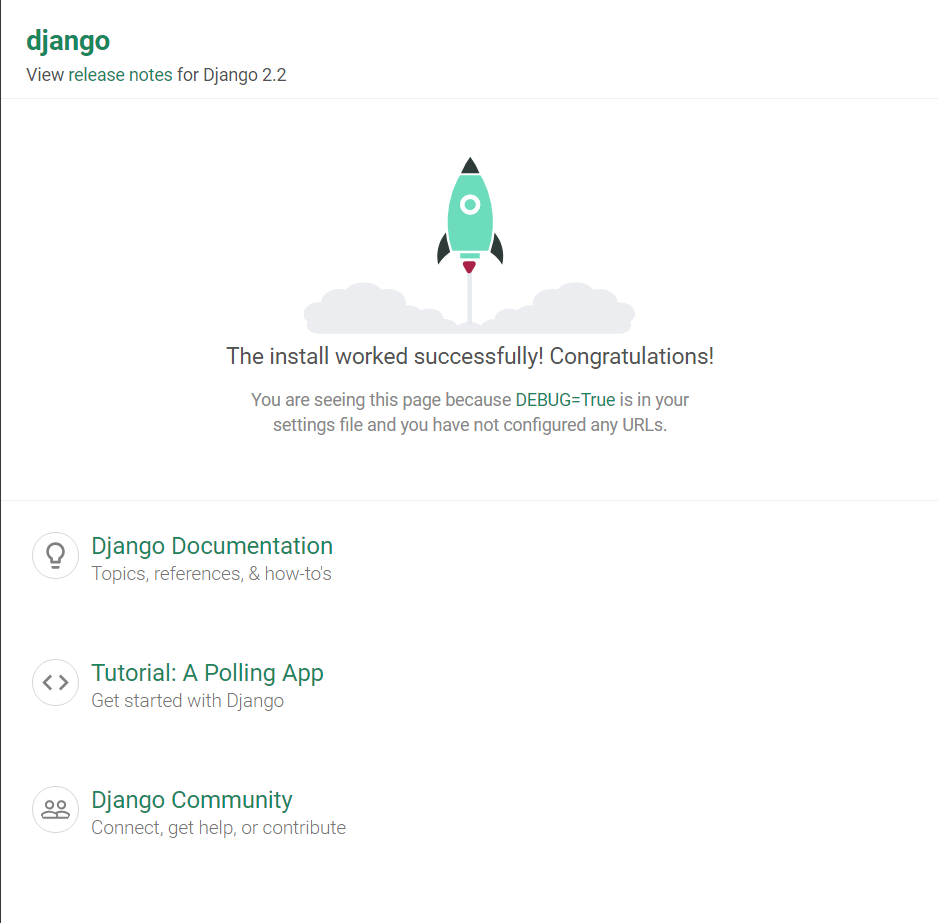 django
View release notes for Django 2.2
The install worked successfully! Congratulations!
You are seeing this page because DEBUG=True is in your
settings file and you have not configured any URLs.
Django Documentation
Topics, references, & how-to's
Tutorial: A Polling App
Get started with Django
Django Community
Connect, get help, or contribute